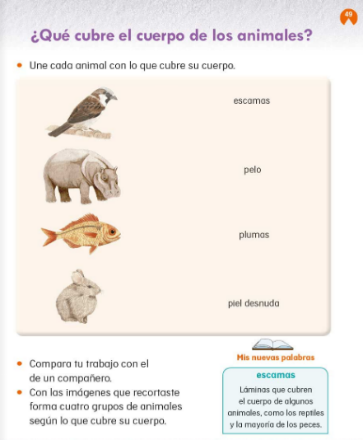 49
¿Qué cubre el cuerpo de los animales?
Une cada animal con lo que cubre su cuerpo.
escamas
pelo
plumas
piel desnuda
Compara tu trabajo con el
de un compañero.
Con las imágenes que recortaste
forma cuatro grupos de animales
según lo que cubre su cuerpo.
Mis nuevas palabras
escamas
Láminas que cubren
el cuerpo de algunos
animales, como los reptiles
y la mayoría de los peces.